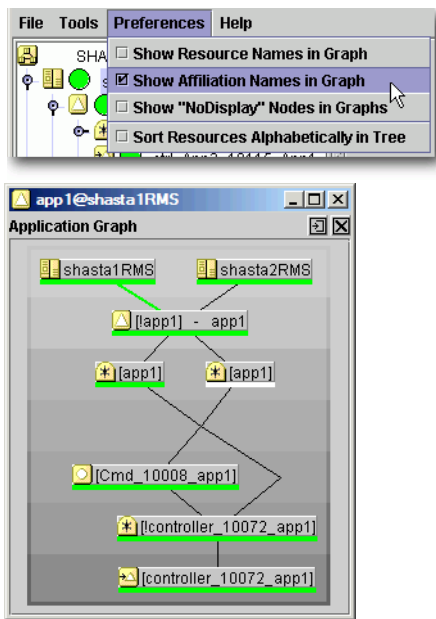 File Tools Preferences Help
SHA
Show Resource Names in Graph
Show Affiliation Names in Graph
Show "NoDisplay" Nodes in Graphs
Sort Resources Alphabetically in Tree
app1@shasta1RMS
Application Graph
shasta1RMS shasta2RMS
[!app1] - app1
[app1] [app1]
[Cmd_10008_app1]
[!controller_10072_app1]
[controller_10072_app1]